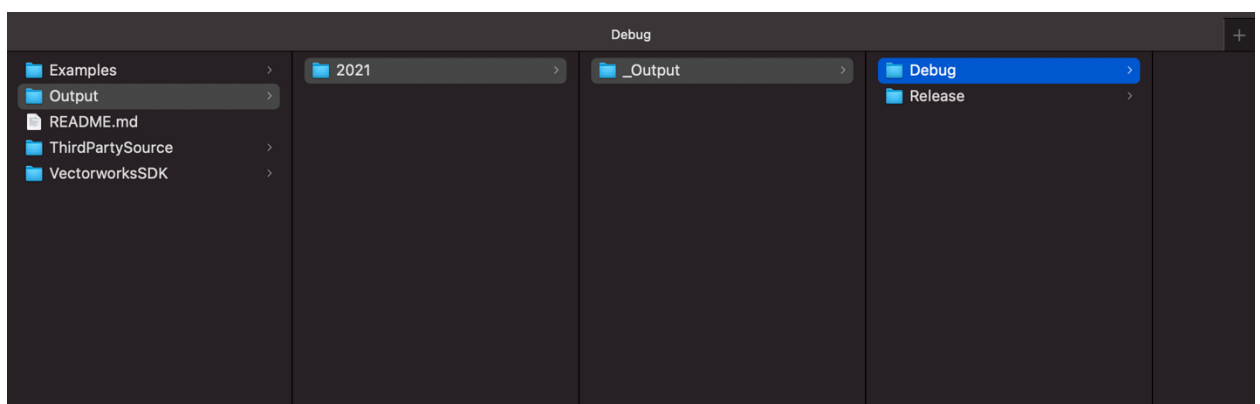 Debug
Examples
Output
README.md
ThirdPartySource
VectorworksSDK
2021
_Output
Debug
Release